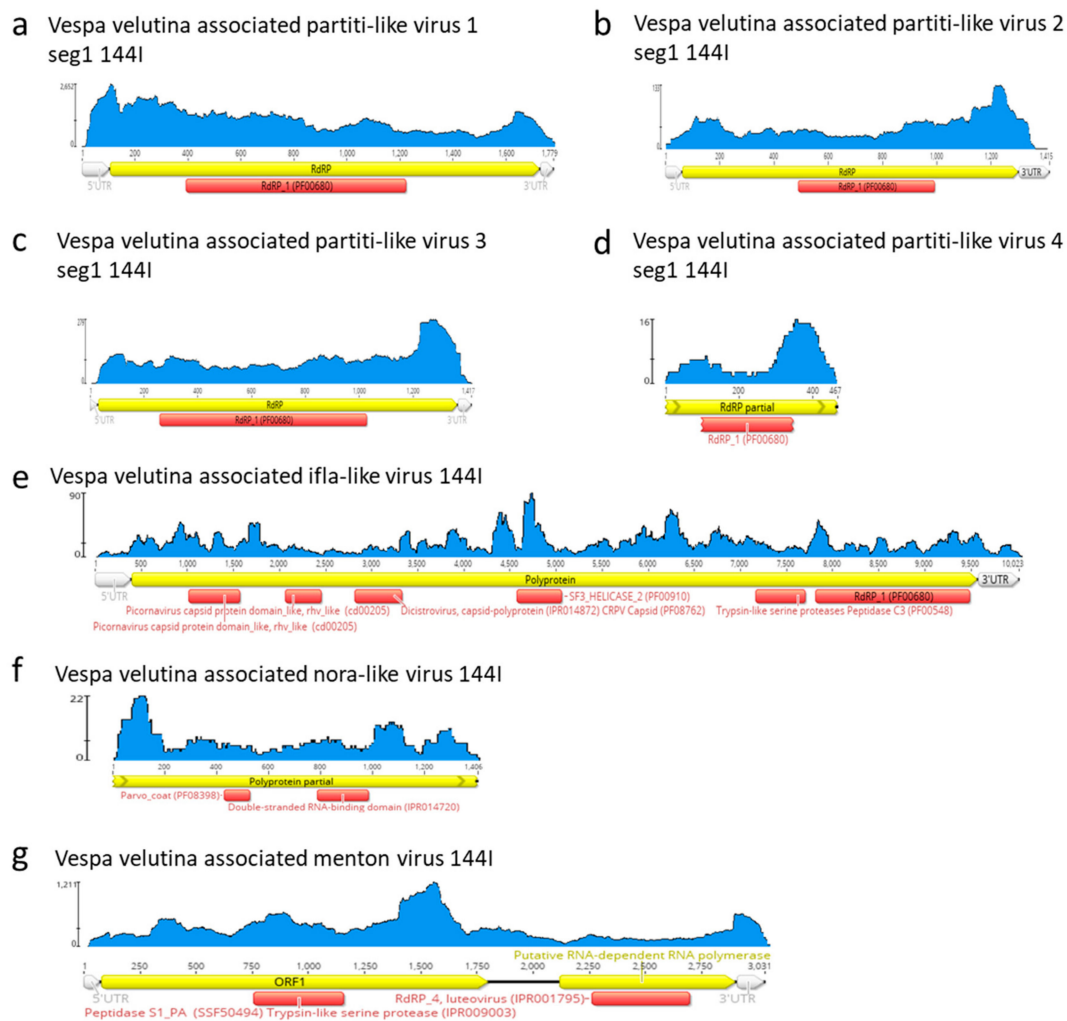 a Vespa velutina associated partiti-like virus 1
seg1 144I
2,652
1 200 400 600 800 1,000 1,200 1,400 1,600 1,779
RdRP
5'UTR 3'UTR
RdRP_1 (PF00680)
b Vespa velutina associated partiti-like virus 2
seg1 144I
0
1 200 400 600 800 1,000 1,200 1,415
RdRP
5'UTR 3'UTR
RdRP_1 (PF00680)
c Vespa velutina associated partiti-like virus 3
seg1 144I
0
1 200 400 600 800 1,000 1,200 1,417
RdRP
5'UTR 3'UTR
RdRP_1 (PF00680)
d Vespa velutina associated partiti-like virus 4
seg1 144I
16
0
1 200 400 467
RdRP partial
RdRP_1 (PF00680)
e Vespa velutina associated ifla-like virus 144I
90
0
1 500 1,000 1,500 2,000 2,500 3,000 3,500 4,000 4,500 5,000 5,500 6,000 6,500 7,000 7,500 8,000 8,500 9,000 9,500 10,023
Polyprotein 3'UTR
5'UTR
SF3_HELICASE_2 (PF00910) RdRP_1 (PF00680)
Picornavirus capsid protein domain_like, rhv_like (cd00205) Dicistrovirus, capsid-polyprotein (IPR014872) CRPV Capsid (PF08762) Trypsin-like serine proteases Peptidase C3 (PF00548)
Picornavirus capsid protein domain_like, rhv_like (cd00205)
f Vespa velutina associated nora-like virus 144I
22
0
1 200 400 600 800 1,000 1,200 1,406
Polyprotein partial
Parvo_coat (PF08398)
Double-stranded RNA-binding domain (IPR014720)
g Vespa velutina associated menton virus 144I
1,211
0
Putative RNA-dependent RNA polymerase
1 250 500 750 1,000 1,250 1,500 1,750 2,000 2,250 2,500 2,750 3,031
ORF1
5'UTR RdRP_4, luteovirus (IPR001795) 3'UTR
Peptidase S1_PA (SSF50494) Trypsin-like serine protease (IPR009003)